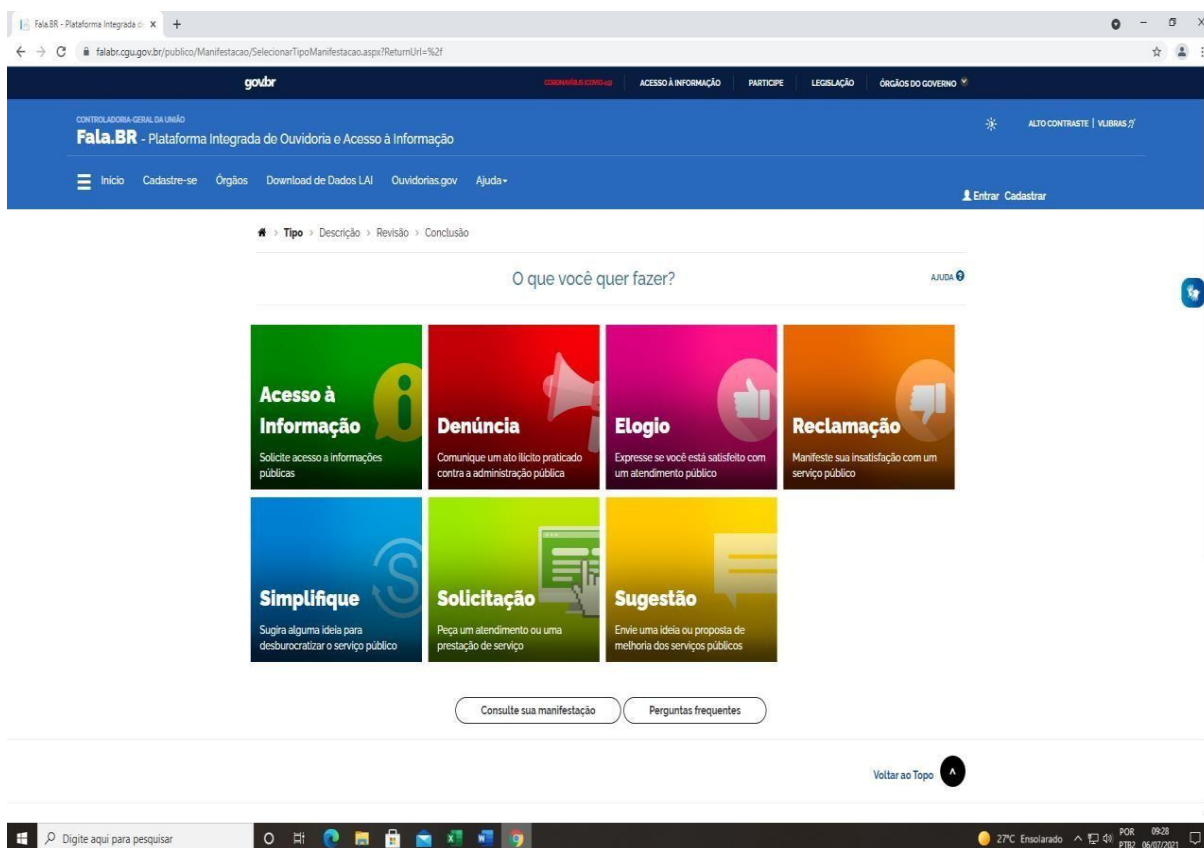 Fala.BR - Plataforma Integrada d
falabr.cgu.gov.br/publico/Manifestacao/SelecionarTipoManifestacao.aspx?ReturnUrl=%2f
govbr
CORONAVÍRUS (COVID-19)
ACESSO À INFORMAÇÃO
PARTICIPE
LEGISLAÇÃO
ÓRGÃOS DO GOVERNO
CONTROLADORIA-GERAL DA UNIÃO
Fala.BR - Plataforma Integrada de Ouvidoria e Acesso à Informação
ALTO CONTRASTE | VLIBRAS
Início Cadastre-se Órgãos Download de Dados LAI Ouvidorias.gov Ajuda
Entrar Cadastrar
> Tipo > Descrição > Revisão > Conclusão
O que você quer fazer?
AJUDA
Acesso à
Informação
Solicite acesso a informações
públicas
Denúncia
Comunique um ato ilícito praticado
contra a administração pública
Elogio
Expresse se você está satisfeito com
um atendimento público
Reclamação
Manifeste sua insatisfação com um
serviço público
Simplifique
Sugira alguma ideia para
desburocratizar o serviço público
Solicitação
Peça um atendimento ou uma
prestação de serviço
Sugestão
Envie uma ideia ou proposta de
melhoria dos serviços públicos
Consulte sua manifestação
Perguntas frequentes
Voltar ao Topo
Digite aqui para pesquisar
27°C Ensolarado
POR
PTB2
09:28
06/07/2021